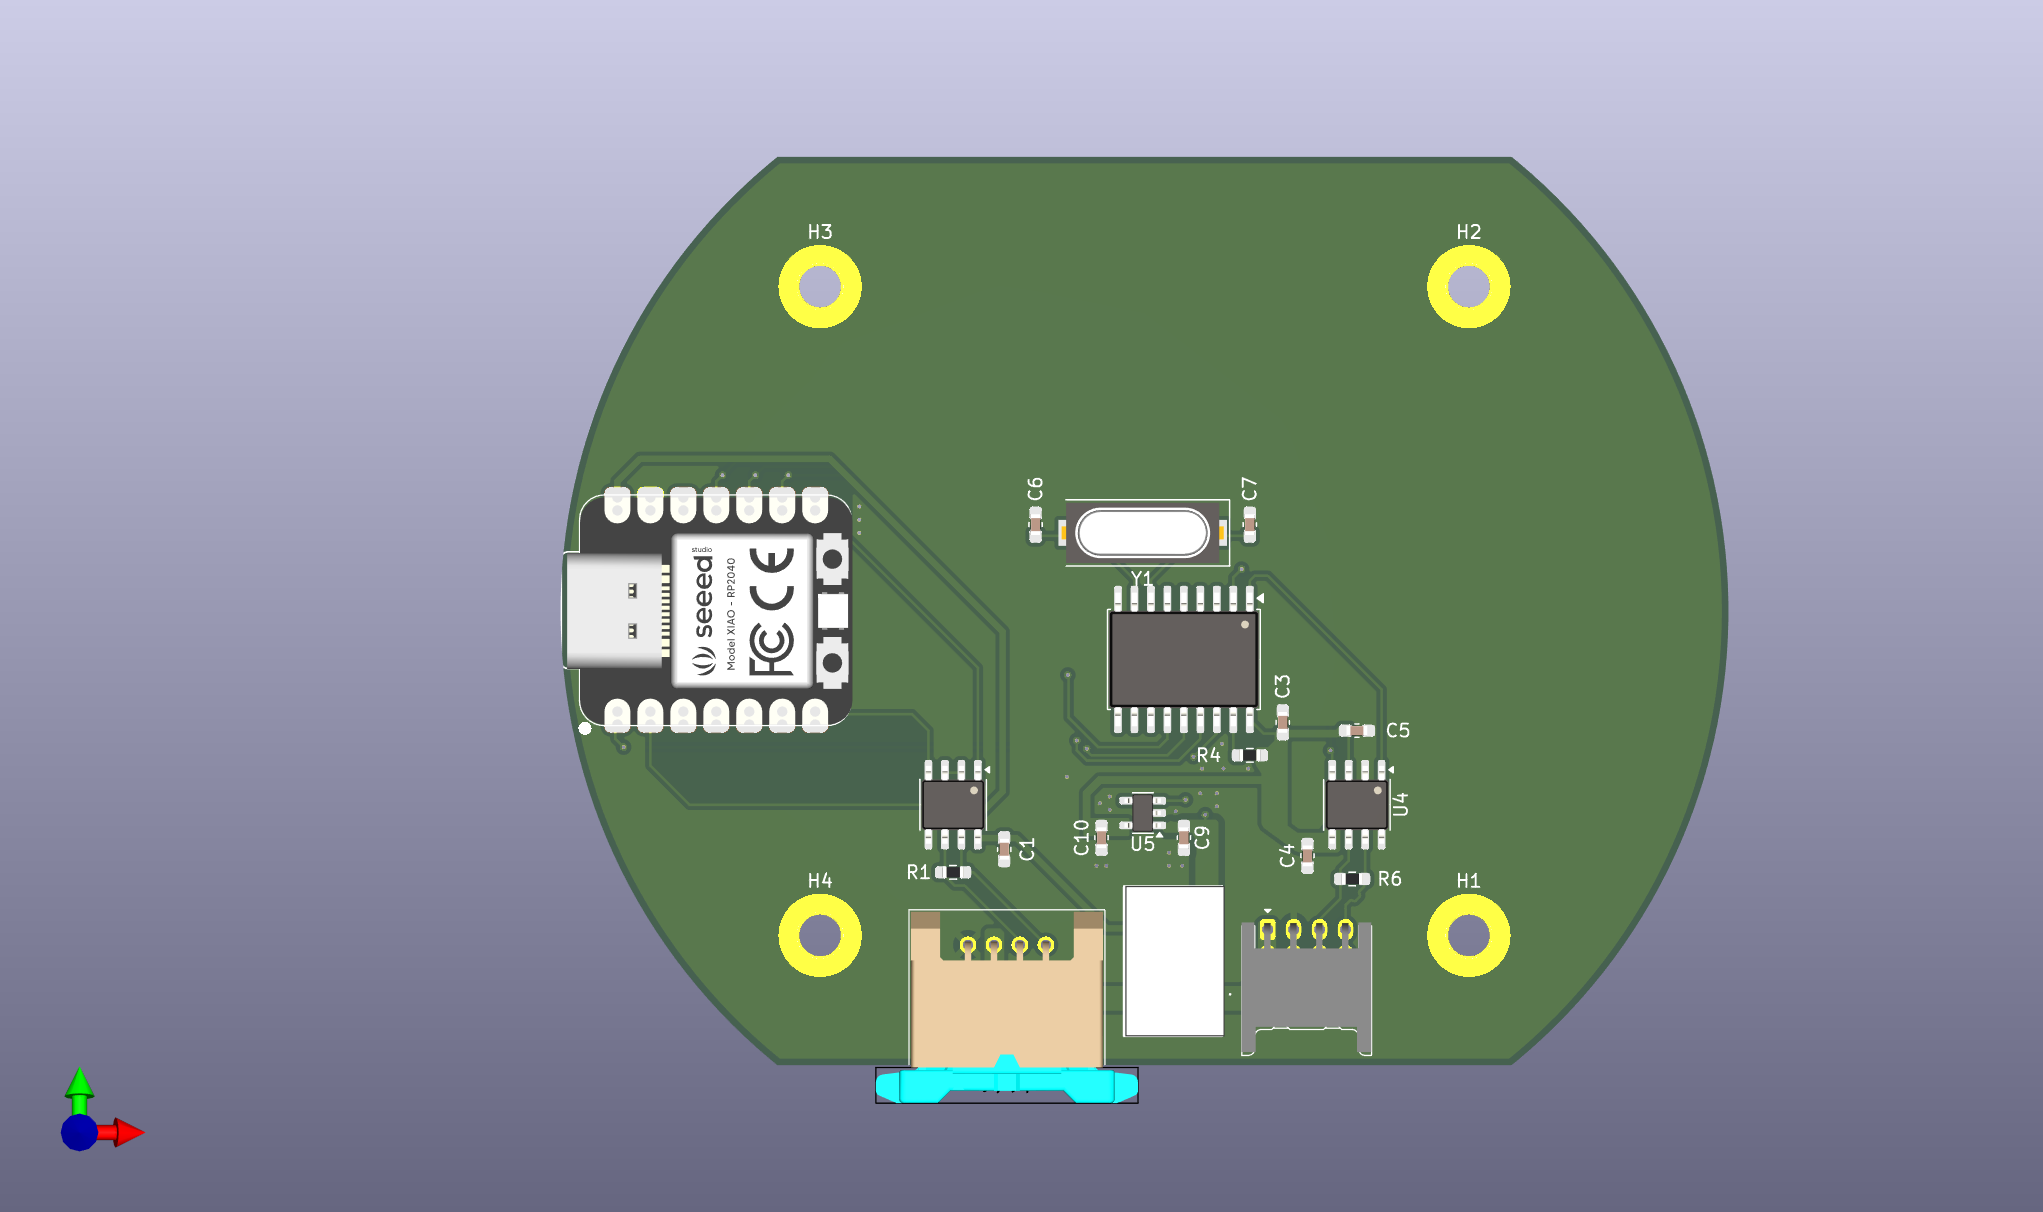 H3
H2
C6
C7
Y1
studio
seeed
Model XIAO - RP2040
FC CE
C3
C5
R4
U4
C10
U5
C9
C1
C4
R1
R6
H4
H1